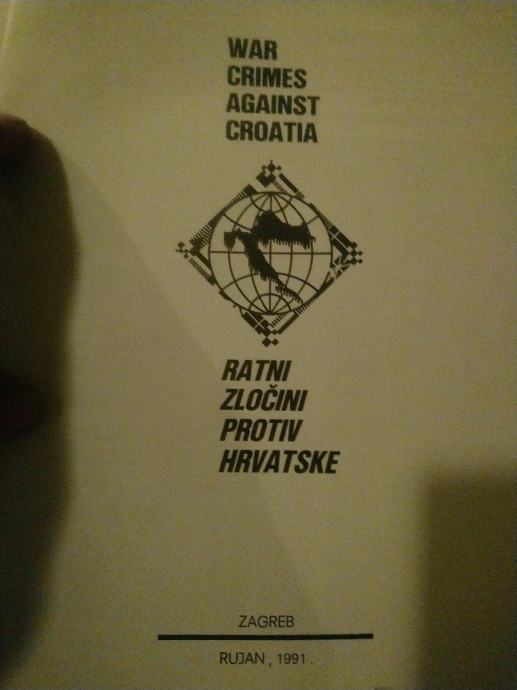 WAR
CRIMES
AGAINST
CROATIA
RATNI
ZLOČINI
PROTIV
HRVATSKE
ZAGREB
RUJAN , 1991 .